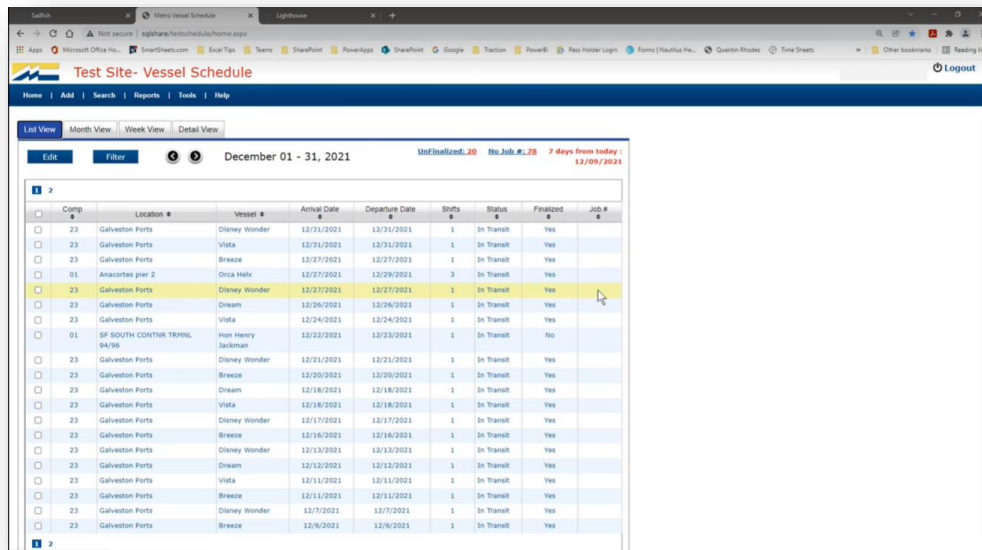 Sailfish Metro Vessel Schedule Lighthouse
Not secure | sqlshare/testschedule/home.aspx
Apps Microsoft Office Ho... SmartSheets.com Excel Tips Teams SharePoint PowerApps SharePoint Google Traction PowerBi Pass Holder Login Forms | Nautilus He... Quentin Rhodes Time Sheets Other bookmarks Reading li
Test Site- Vessel Schedule
Logout
Home | Add | Search | Reports | Tools | Help
List View Month View Week View Detail View
Edit Filter December 01 - 31, 2021 UnFinalized: 20 No Job #: 78 7 days from today :
12/09/2021
1 2
Comp Location Vessel Arrival Date Departure Date Shifts Status Finalized Job.#
23 Galveston Ports Disney Wonder 12/31/2021 12/31/2021 1 In Transit Yes
23 Galveston Ports Vista 12/31/2021 12/31/2021 1 In Transit Yes
23 Galveston Ports Breeze 12/27/2021 12/27/2021 1 In Transit Yes
01 Anacortes pier 2 Orca Helx 12/27/2021 12/29/2021 3 In Transit Yes
23 Galveston Ports Disney Wonder 12/27/2021 12/27/2021 1 In Transit Yes
23 Galveston Ports Dream 12/26/2021 12/26/2021 1 In Transit Yes
23 Galveston Ports Vista 12/24/2021 12/24/2021 1 In Transit Yes
01 SF SOUTH CONTNR TRMNL Hon Henry 12/22/2021 12/23/2021 1 In Transit No
94/96 Jackman
23 Galveston Ports Disney Wonder 12/21/2021 12/21/2021 1 In Transit Yes
23 Galveston Ports Breeze 12/20/2021 12/20/2021 1 In Transit Yes
23 Galveston Ports Dream 12/18/2021 12/18/2021 1 In Transit Yes
23 Galveston Ports Vista 12/18/2021 12/18/2021 1 In Transit Yes
23 Galveston Ports Disney Wonder 12/17/2021 12/17/2021 1 In Transit Yes
23 Galveston Ports Breeze 12/16/2021 12/16/2021 1 In Transit Yes
23 Galveston Ports Disney Wonder 12/13/2021 12/13/2021 1 In Transit Yes
23 Galveston Ports Dream 12/12/2021 12/12/2021 1 In Transit Yes
23 Galveston Ports Vista 12/11/2021 12/11/2021 1 In Transit Yes
23 Galveston Ports Breeze 12/11/2021 12/11/2021 1 In Transit Yes
23 Galveston Ports Disney Wonder 12/7/2021 12/7/2021 1 In Transit Yes
23 Galveston Ports Breeze 12/6/2021 12/6/2021 1 In Transit Yes
1 2